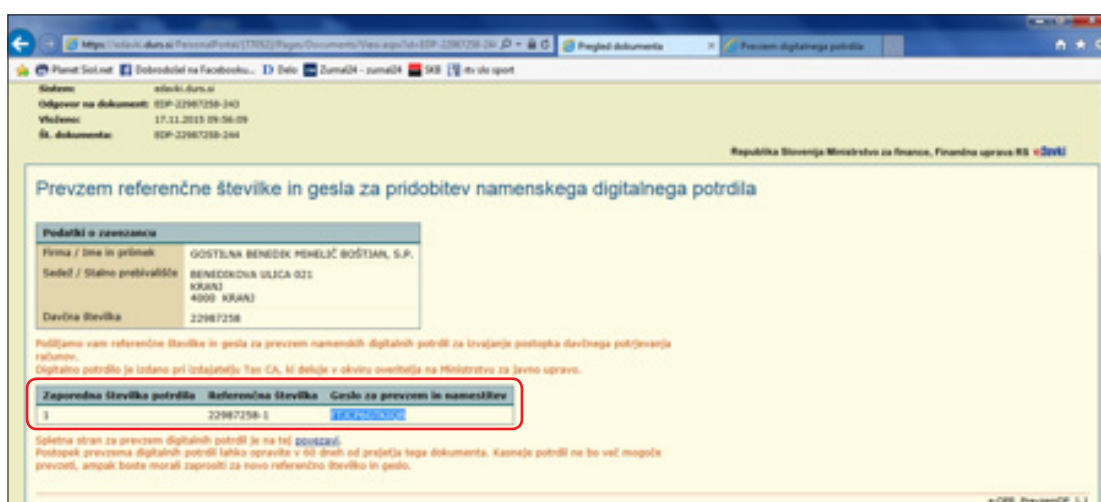 Pregled dokumenta
Prevzem digitalnega potrdila
Planet Siol.net Dobrodošel na Facebooku... Delo Zurnal24 - zurnal24 SKB rtv slo sport
Sistem: edavki.durs.si
Odgovor na dokument: EDP-22987258-243
Vloženo: 17.11.2015 09:56:09
Št. dokumenta: EDP-22987258-244
Republika Slovenija Ministrstvo za finance, Finančna uprava RS eDavki
Prevzem referenčne številke in gesla za pridobitev namenskega digitalnega potrdila
Podatki o zavezancu
Firma / Ime in priimek GOSTILNA BENEDIK MIHELIČ BOŠTJAN, S.P.
Sedež / Stalno prebivališče BENEDIKOVA ULICA 021
KRANJ
4000 KRANJ
Davčna številka 22987258
Pošiljamo vam referenčne številke in gesla za prevzem namenskih digitalnih potrdil za izvajanje postopka davčnega potrjevanja
računov.
Digitalno potrdilo je izdano pri izdajatelju Tax CA, ki deluje v okviru overitelja na Ministrstvu za javno upravo.
Zaporedna številka potrdila Referenčna številka Geslo za prevzem in namestitev
1 22987258-1
Spletna stran za prevzem digitalnih potrdil je na tej povezavi.
Postopek prevzema digitalnih potrdil lahko opravite v 60 dneh od prejetja tega dokumenta. Kasneje potrdil ne bo več mogoče
prevzeti, ampak boste morali zaprositi za novo referenčno številko in geslo.